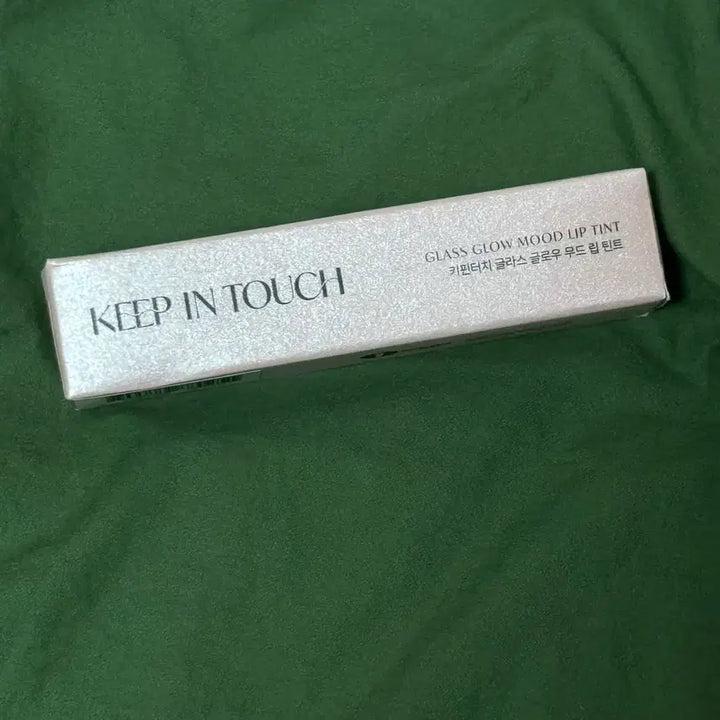 KEEP IN TOUCH
GLASS GLOW MOOD LIP TINT
키핀터치 글라스 글로우 무드 립 틴트